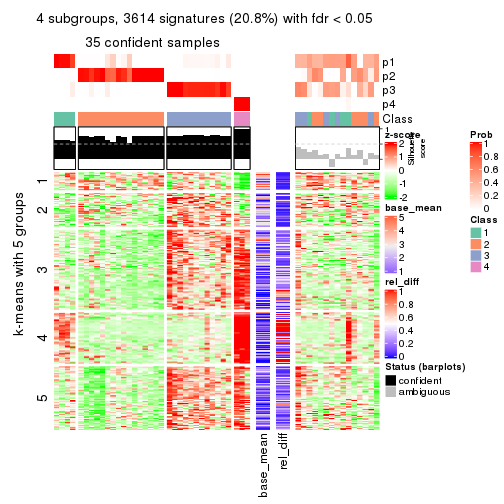 4 subgroups, 3614 signatures (20.8%) with fdr < 0.05
35 confident samples
p1
p2
p3
p4
Class
1
Silhouette
score
k-means with 5 groups
1
2
3
4
5
base_mean
rel_diff
z-score
2
1
0
-1
-2
base_mean
5
4
3
2
1
rel_diff
1
0.8
0.6
0.4
0.2
0
Status (barplots)
confident
ambiguous
Prob
1
0.8
0.6
0.4
0.2
0
Class
1
2
3
4